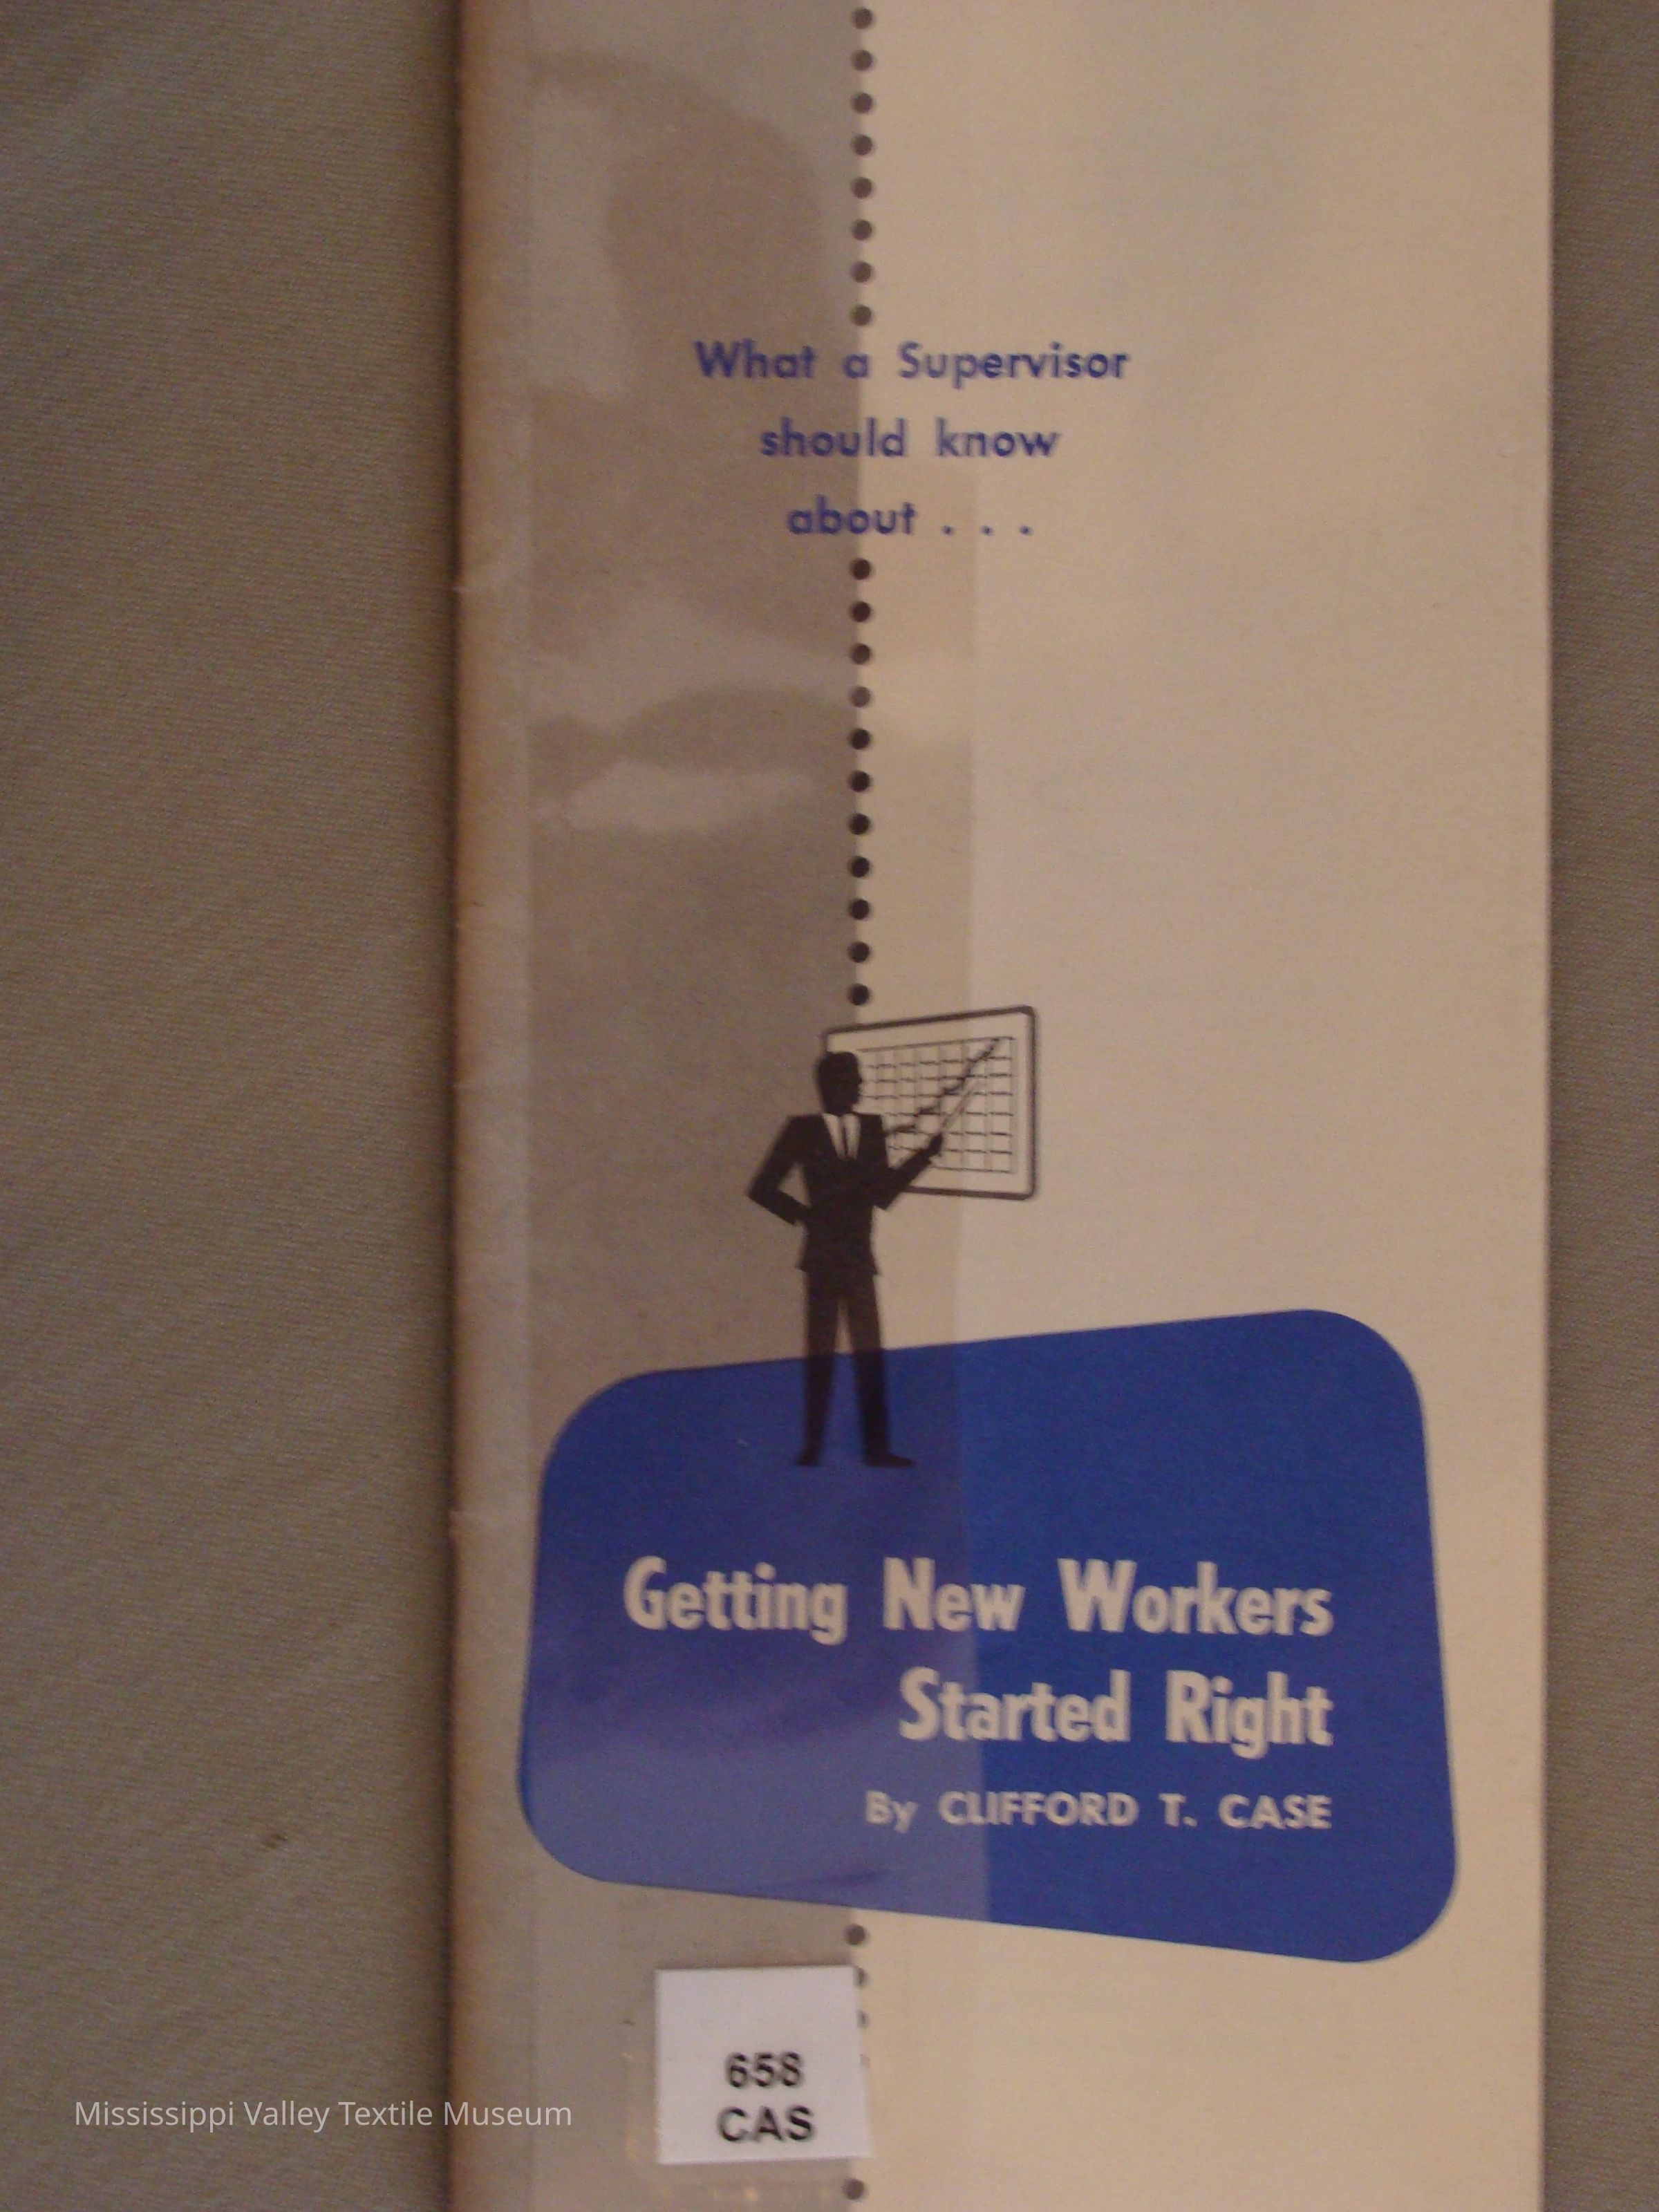 What a Supervisor
should know
about . . .
Getting New Workers
Started Right
By CLIFFORD T. CASE
658
CAS
Mississippi Valley Textile Museum